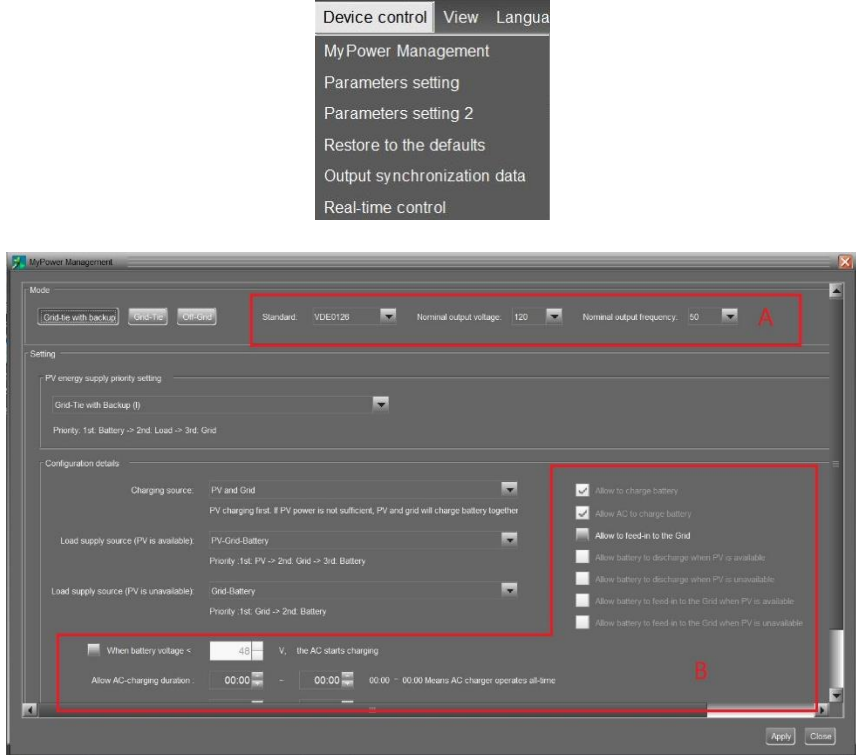 Device control View Langua
MyPower Management
Parameters setting
Parameters setting 2
Restore to the defaults
Output synchronization data
Real-time control
MyPower Management
Mode
Grid-tie with backup Grid-Tie Off-Grid Standard: VDE0126 Nominal output voltage: 120 Nominal output frequency: 50 A
Setting
PV energy supply priority setting
Grid-Tie with Backup (I)
Priority: 1st: Battery -> 2nd: Load -> 3rd: Grid
Configuration details
Charging source: PV and Grid
PV charging first. If PV power is not sufficient, PV and grid will charge battery together
Load supply source (PV is available): PV-Grid-Battery
Priority :1st: PV -> 2nd: Grid -> 3rd: Battery
Load supply source (PV is unavailable): Grid-Battery
Priority :1st: Grid -> 2nd: Battery
Allow to charge battery
Allow AC to charge battery
Allow to feed-in to the Grid
Allow battery to discharge when PV is available
Allow battery to discharge when PV is unavailable
Allow battery to feed-in to the Grid when PV is available
Allow battery to feed-in to the Grid when PV is unavailable
When battery voltage < 48 V, the AC starts charging
Allow AC-charging duration : 00:00 ~ 00:00 00:00 ~ 00:00 Means AC charger operates all-time
B
Apply Close